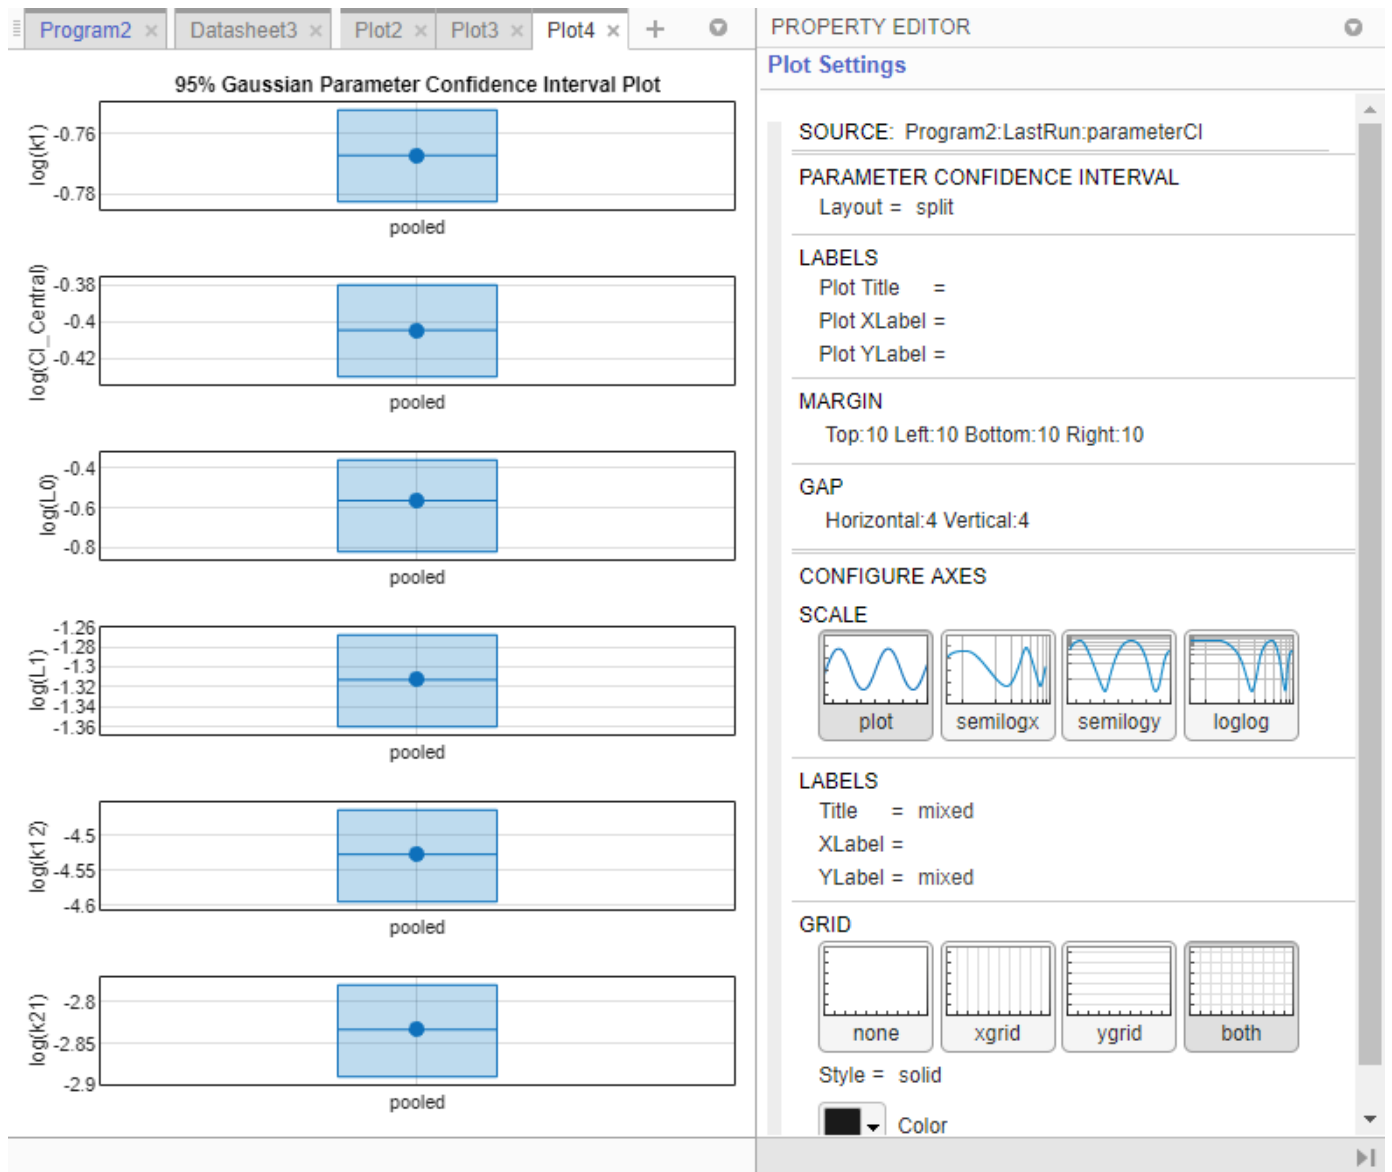 Program2 × Datasheet3 × Plot2 × Plot3 × Plot4 × +
95% Gaussian Parameter Confidence Interval Plot
log(k1)
-0.76
-0.78
pooled
log(Cl_Central)
-0.38
-0.4
-0.42
pooled
log(L0)
-0.4
-0.6
-0.8
pooled
log(L1)
-1.26
-1.28
-1.3
-1.32
-1.34
-1.36
pooled
log(k12)
-4.5
-4.55
-4.6
pooled
log(k21)
-2.8
-2.85
-2.9
pooled
PROPERTY EDITOR
Plot Settings
SOURCE: Program2:LastRun:parameterCI
PARAMETER CONFIDENCE INTERVAL
Layout = split
LABELS
Plot Title =
Plot XLabel =
Plot YLabel =
MARGIN
Top:10 Left:10 Bottom:10 Right:10
GAP
Horizontal:4 Vertical:4
CONFIGURE AXES
SCALE
plot semilogx semilogy loglog
LABELS
Title = mixed
XLabel =
YLabel = mixed
GRID
none xgrid ygrid both
Style = solid
Color